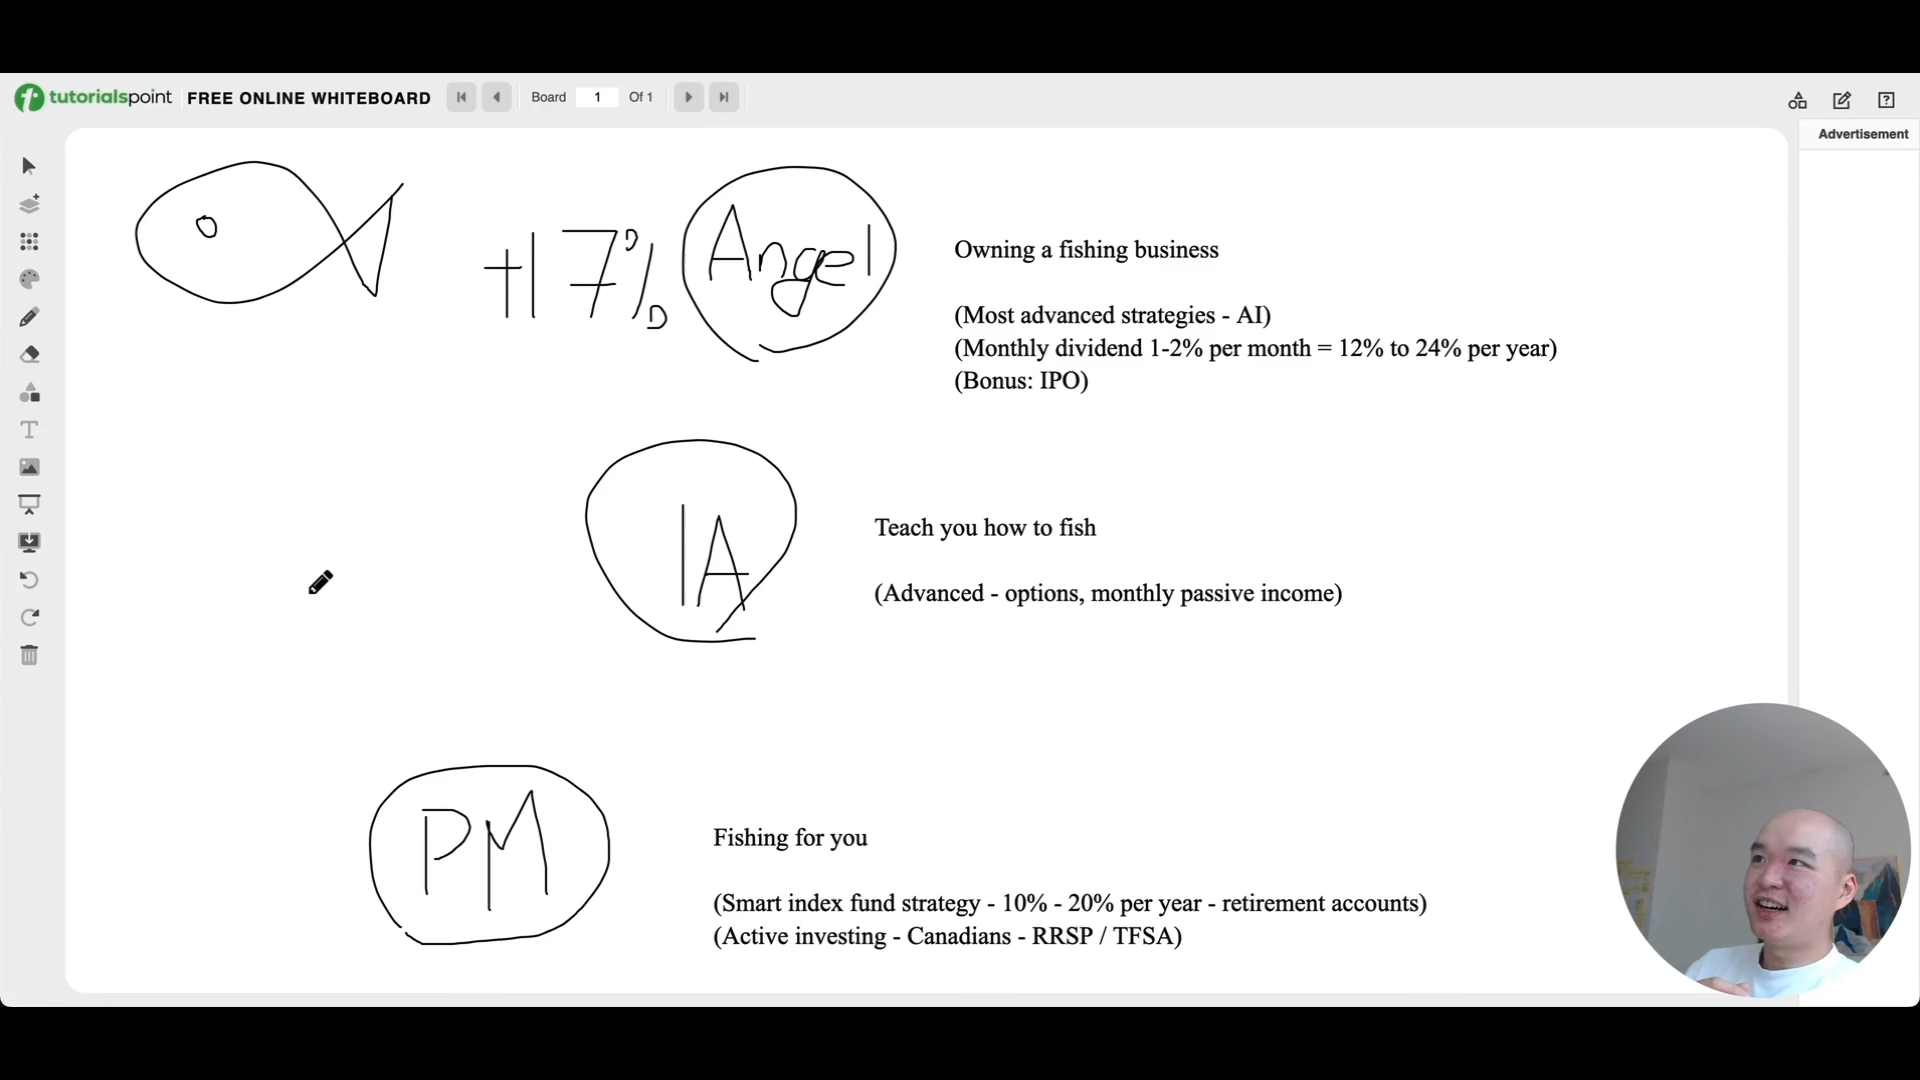 tutorialspoint FREE ONLINE WHITEBOARD Board 1 Of 1
Advertisement
+17%
Angel
Owning a fishing business
(Most advanced strategies - AI)
(Monthly dividend 1-2% per month = 12% to 24% per year)
(Bonus: IPO)
IA
Teach you how to fish
(Advanced - options, monthly passive income)
PM
Fishing for you
(Smart index fund strategy - 10% - 20% per year - retirement accounts)
(Active investing - Canadians - RRSP / TFSA)